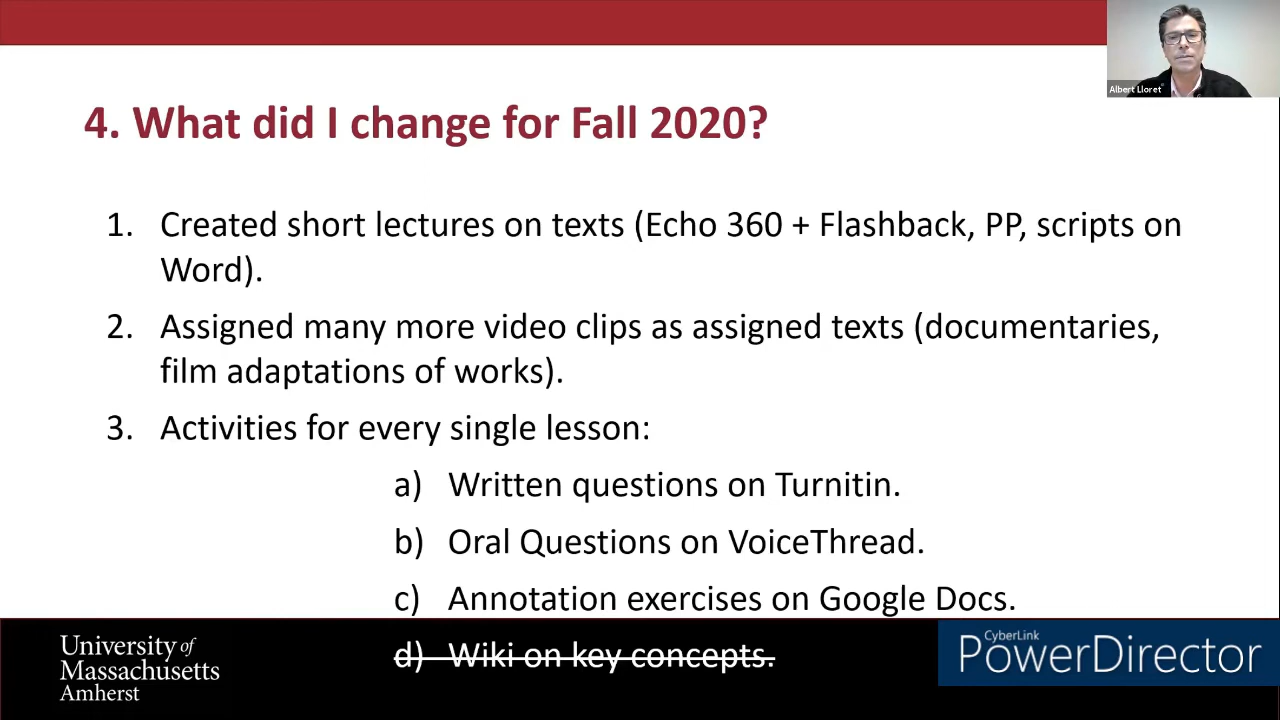 Albert Lloret
4. What did I change for Fall 2020?
1. Created short lectures on texts (Echo 360 + Flashback, PP, scripts on
Word).
2. Assigned many more video clips as assigned texts (documentaries,
film adaptations of works).
3. Activities for every single lesson:
a) Written questions on Turnitin.
b) Oral Questions on VoiceThread.
c) Annotation exercises on Google Docs.
d) Wiki on key concepts.
University of
Massachusetts
Amherst
CyberLink
PowerDirector